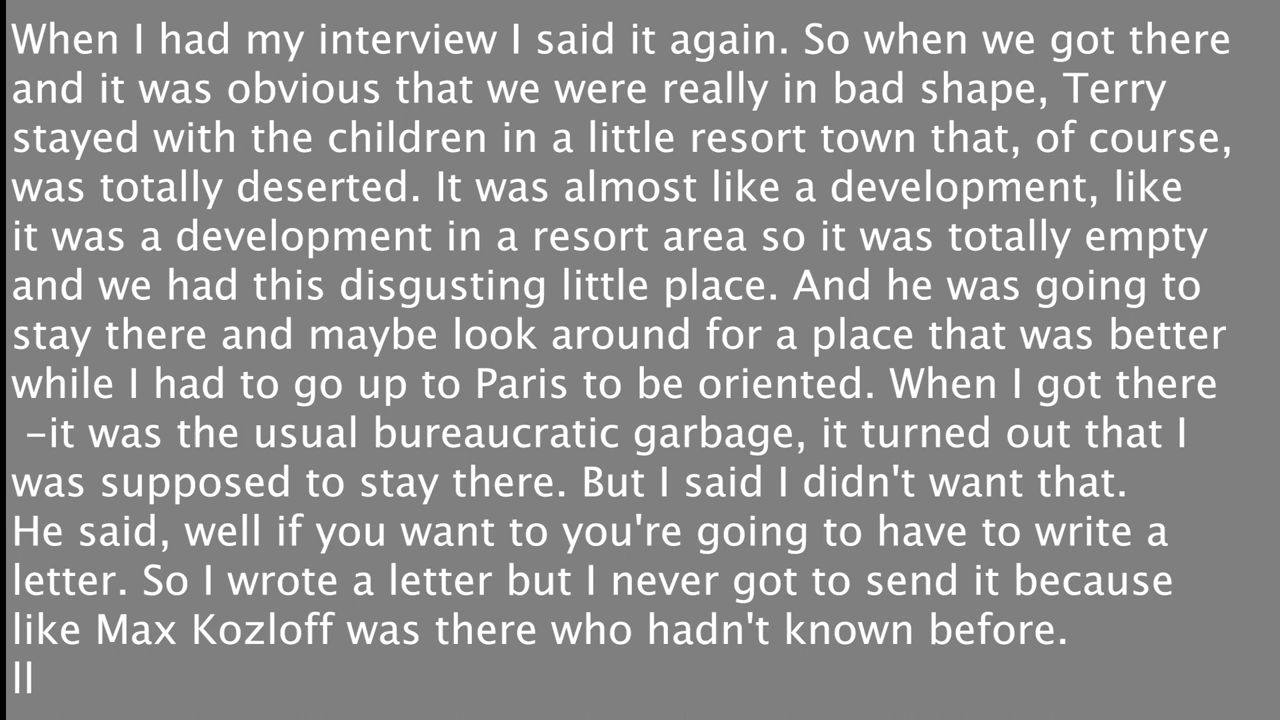 When I had my interview I said it again. So when we got there
and it was obvious that we were really in bad shape, Terry
stayed with the children in a little resort town that, of course,
was totally deserted. It was almost like a development, like
it was a development in a resort area so it was totally empty
and we had this disgusting little place. And he was going to
stay there and maybe look around for a place that was better
while I had to go up to Paris to be oriented. When I got there
–it was the usual bureaucratic garbage, it turned out that I
was supposed to stay there. But I said I didn't want that.
He said, well if you want to you're going to have to write a
letter. So I wrote a letter but I never got to send it because
like Max Kozloff was there who hadn't known before.
II